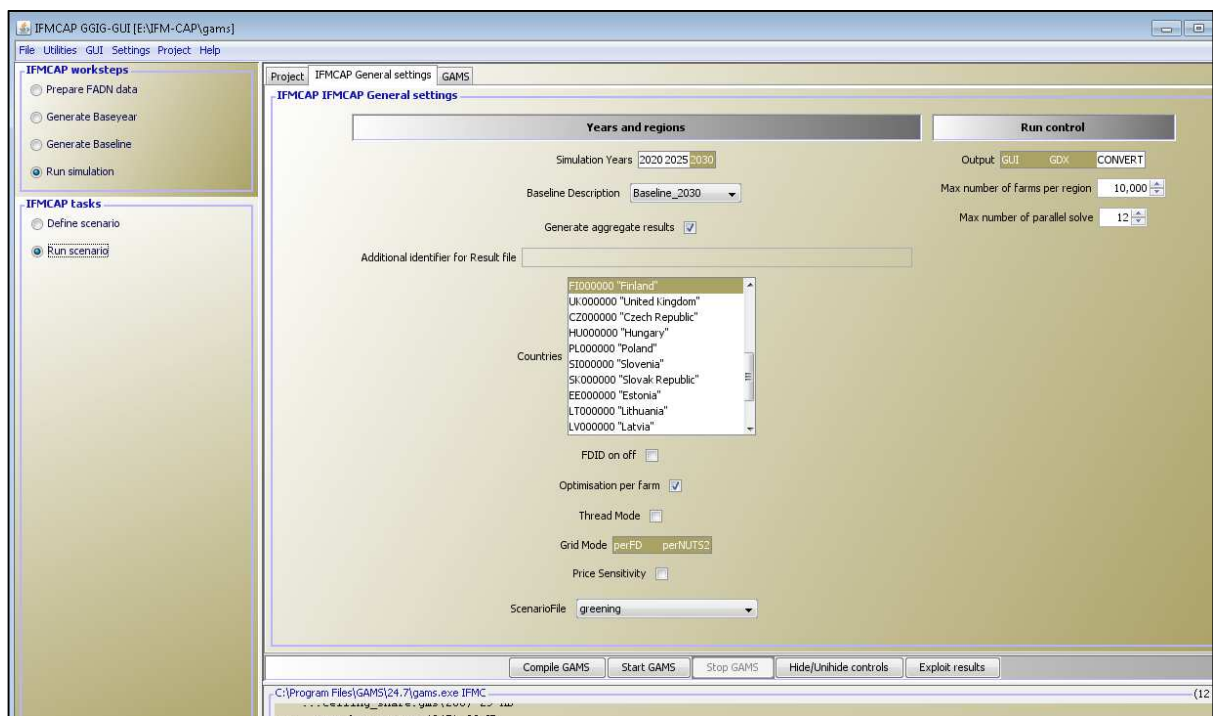 IFMCAP GGIG-GUI [E:\IFM-CAP\gams]
File Utilities GUI Settings Project Help
IFMCAP worksteps
Prepare FADN data
Generate Baseyear
Generate Baseline
Run simulation
IFMCAP tasks
Define scenario
Run scenario
Project IFMCAP General settings GAMS
IFMCAP IFMCAP General settings
Years and regions
Simulation Years 2020 2025 2030
Baseline Description Baseline_2030
Generate aggregate results
Additional identifier for Result file
Countries
FI000000 "Finland"
UK000000 "United Kingdom"
CZ000000 "Czech Republic"
HU000000 "Hungary"
PL000000 "Poland"
SI000000 "Slovenia"
SK000000 "Slovak Republic"
EE000000 "Estonia"
LT000000 "Lithuania"
LV000000 "Latvia"
FDID on off
Optimisation per farm
Thread Mode
Grid Mode perFD perNUTS2
Price Sensitivity
ScenarioFile greening
Run control
Output GUI GDX CONVERT
Max number of farms per region 10,000
Max number of parallel solve 12
Compile GAMS Start GAMS Stop GAMS Hide/Unihide controls Exploit results
C:\Program Files\GAMS\24.7\gams.exe IFMC
(12